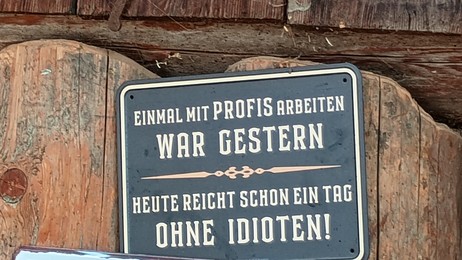 EINMAL MIT PROFIS ARBEITEN
WAR GESTERN
HEUTE REICHT SCHON EIN TAG
OHNE IDIOTEN!